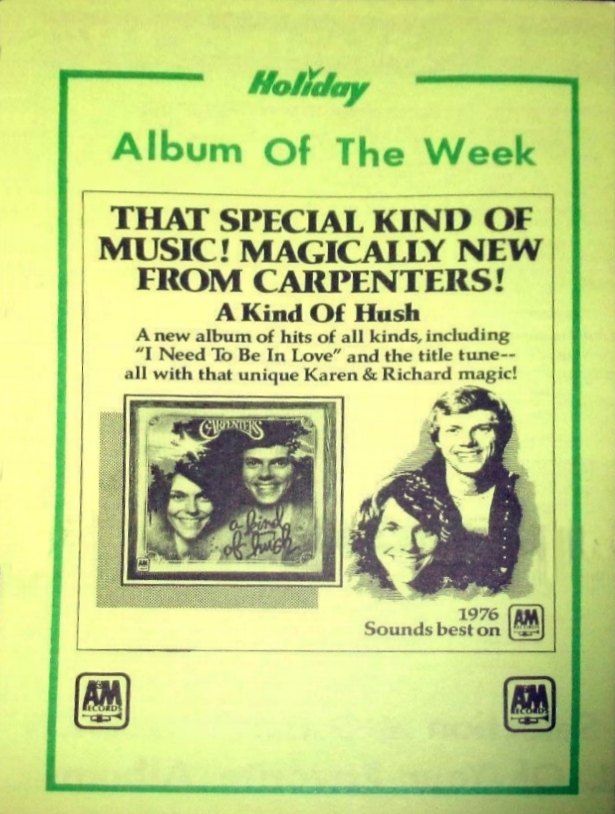 Holiday
Album Of The Week
THAT SPECIAL KIND OF
MUSIC! MAGICALLY NEW
FROM CARPENTERS!
A Kind Of Hush
A new album of hits of all kinds, including
"I Need To Be In Love" and the title tune--
all with that unique Karen & Richard magic!
CARPENTERS
a kind
of hush
1976
Sounds best on
A&M
RECORDS
A&M
RECORDS
A&M
RECORDS